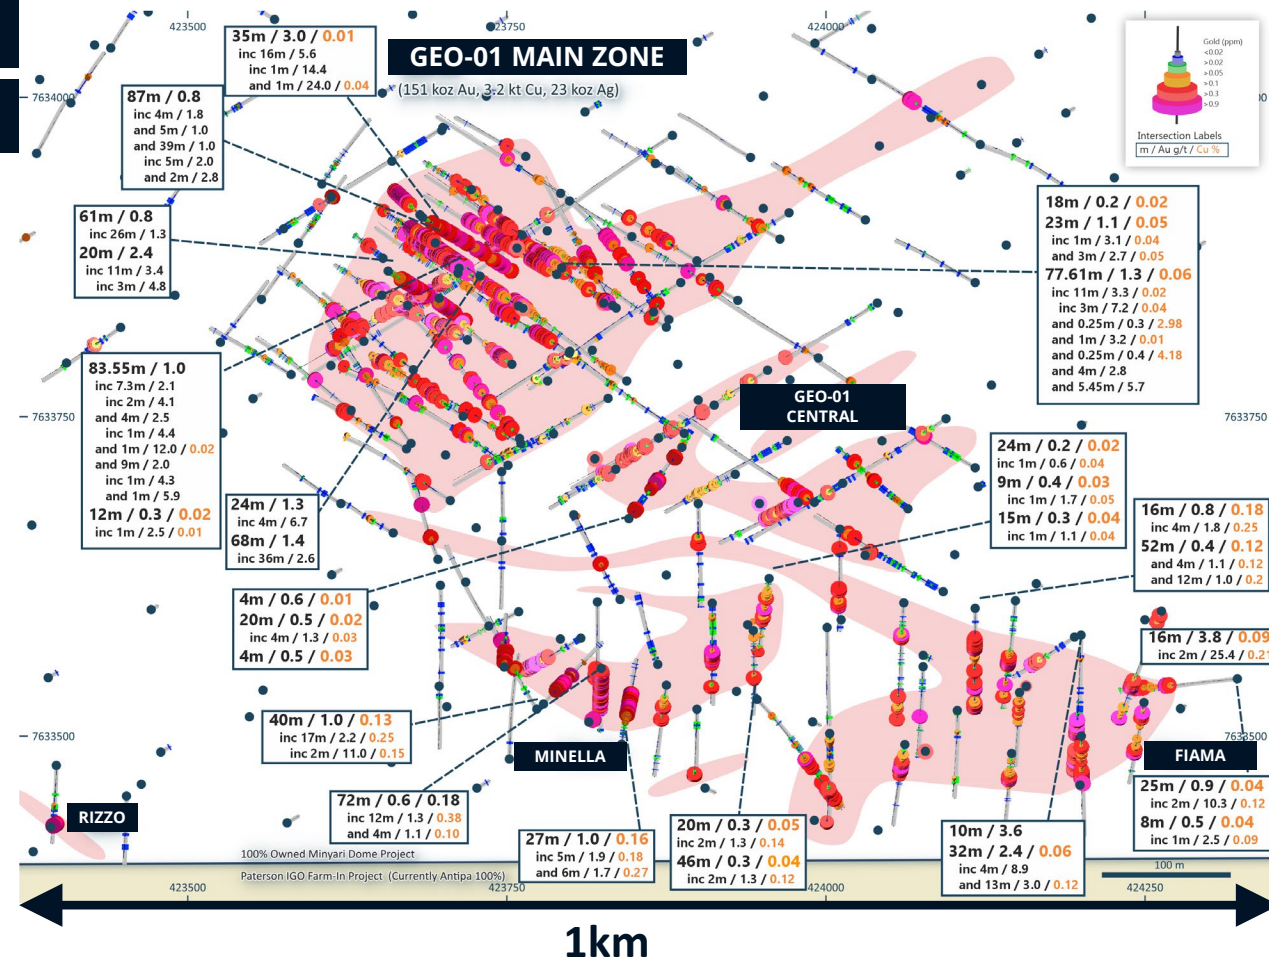 423500
423750
424000
GEO-01 MAIN ZONE
(151 koz Au, 3.2 kt Cu, 23 koz Ag)
7634000
35m / 3.0 / 0.01
inc 16m / 5.6
inc 1m / 14.4
and 1m / 24.0 / 0.04
87m / 0.8
inc 4m / 1.8
and 5m / 1.0
and 39m / 1.0
inc 5m / 2.0
and 2m / 2.8
61m / 0.8
inc 26m / 1.3
20m / 2.4
inc 11m / 3.4
inc 3m / 4.8
Gold (ppm)
<0.02
>0.02
>0.05
>0.1
>0.3
>0.9
Intersection Labels
m / Au g/t / Cu %
18m / 0.2 / 0.02
23m / 1.1 / 0.05
inc 1m / 3.1 / 0.04
and 3m / 2.7 / 0.05
77.61m / 1.3 / 0.06
inc 11m / 3.3 / 0.02
inc 3m / 7.2 / 0.04
and 0.25m / 0.3 / 2.98
and 1m / 3.2 / 0.01
and 0.25m / 0.4 / 4.18
and 4m / 2.8
and 5.45m / 5.7
83.55m / 1.0
inc 7.3m / 2.1
inc 2m / 4.1
and 4m / 2.5
inc 1m / 4.4
and 1m / 12.0 / 0.02
and 9m / 2.0
inc 1m / 4.3
and 1m / 5.9
12m / 0.3 / 0.02
inc 1m / 2.5 / 0.01
7633750
7633750
GEO-01
CENTRAL
24m / 1.3
inc 4m / 6.7
68m / 1.4
inc 36m / 2.6
24m / 0.2 / 0.02
inc 1m / 0.6 / 0.04
9m / 0.4 / 0.03
inc 1m / 1.7 / 0.05
15m / 0.3 / 0.04
inc 1m / 1.1 / 0.04
16m / 0.8 / 0.18
inc 4m / 1.8 / 0.25
52m / 0.4 / 0.12
and 4m / 1.1 / 0.12
and 12m / 1.0 / 0.2
4m / 0.6 / 0.01
20m / 0.5 / 0.02
inc 4m / 1.3 / 0.03
4m / 0.5 / 0.03
16m / 3.8 / 0.09
inc 2m / 25.4 / 0.21
40m / 1.0 / 0.13
inc 17m / 2.2 / 0.25
inc 2m / 11.0 / 0.15
7633500
7633500
MINELLA
FIAMA
RIZZO
72m / 0.6 / 0.18
inc 12m / 1.3 / 0.38
and 4m / 1.1 / 0.10
27m / 1.0 / 0.16
inc 5m / 1.9 / 0.18
and 6m / 1.7 / 0.27
20m / 0.3 / 0.05
inc 2m / 1.3 / 0.14
46m / 0.3 / 0.04
inc 2m / 1.3 / 0.12
10m / 3.6
32m / 2.4 / 0.06
inc 4m / 8.9
and 13m / 3.0 / 0.12
25m / 0.9 / 0.04
inc 2m / 10.3 / 0.12
8m / 0.5 / 0.04
inc 1m / 2.5 / 0.09
100% Owned Minyari Dome Project
Paterson IGO Farm-In Project (Currently Antipa 100%)
100 m
423500
423750
424000
424250
1km